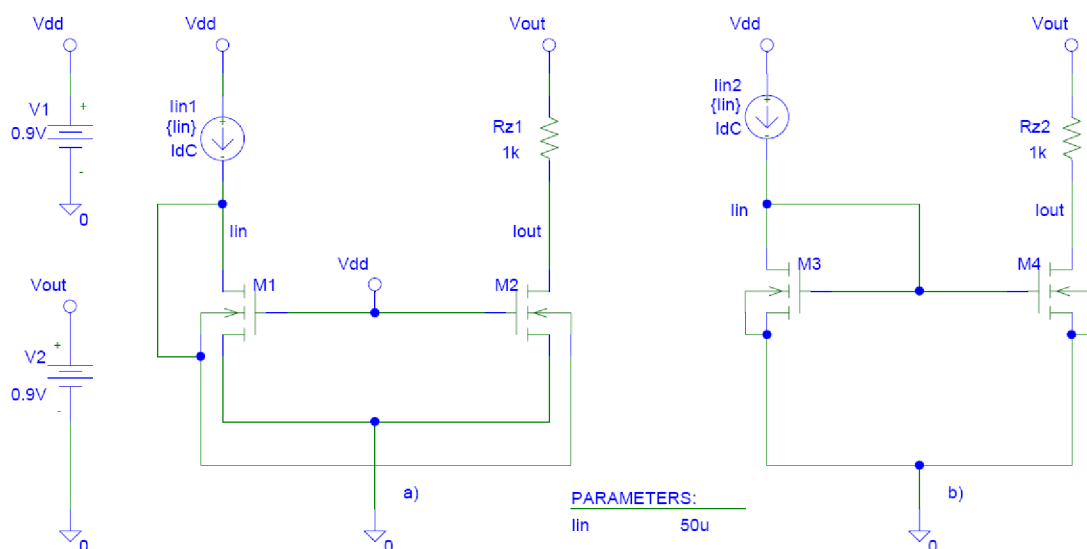 Vdd
V1
+
0.9V
-
0
Vout
+
V2
0.9V
-
0
Vdd
Iin1
{Iin}
IdC
+
-
Iin
M1
Vdd
Vout
Rz1
1k
Iout
M2
a)
0
PARAMETERS:
Iin 50u
Vdd
Iin2
{Iin}
IdC
+
-
Iin
M3
Vout
Rz2
1k
Iout
M4
b)
0